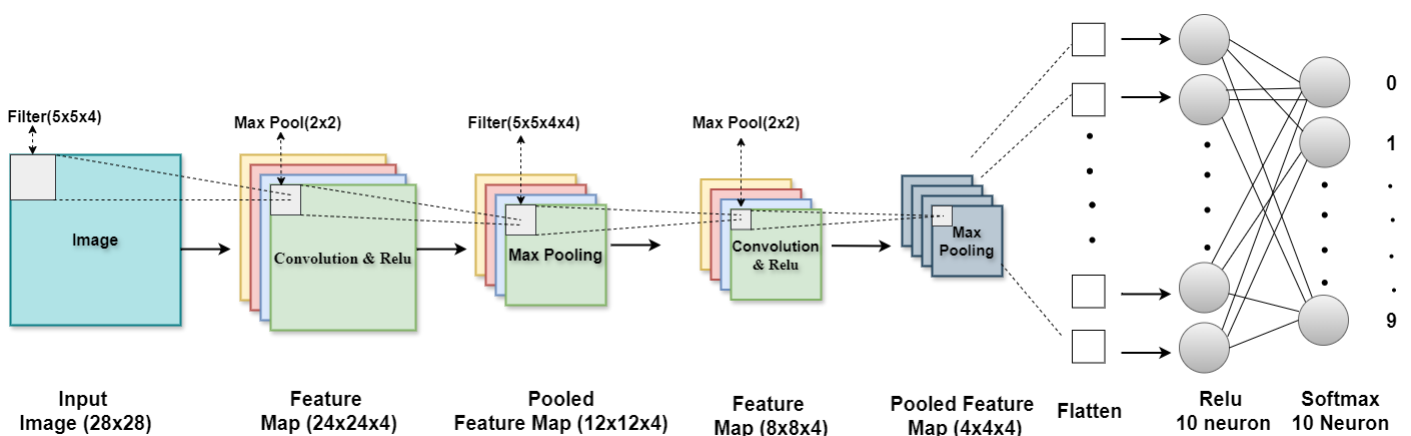 Filter(5x5x4)
Max Pool(2x2)
Filter(5x5x4x4)
Max Pool(2x2)
Image
Convolution & Relu
Max Pooling
Convolution
& Relu
Max
Pooling
0
1
9
Input
Image (28x28)
Feature
Map (24x24x4)
Pooled
Feature Map (12x12x4)
Feature
Map (8x8x4)
Pooled Feature
Map (4x4x4)
Flatten
Relu
10 neuron
Softmax
10 Neuron